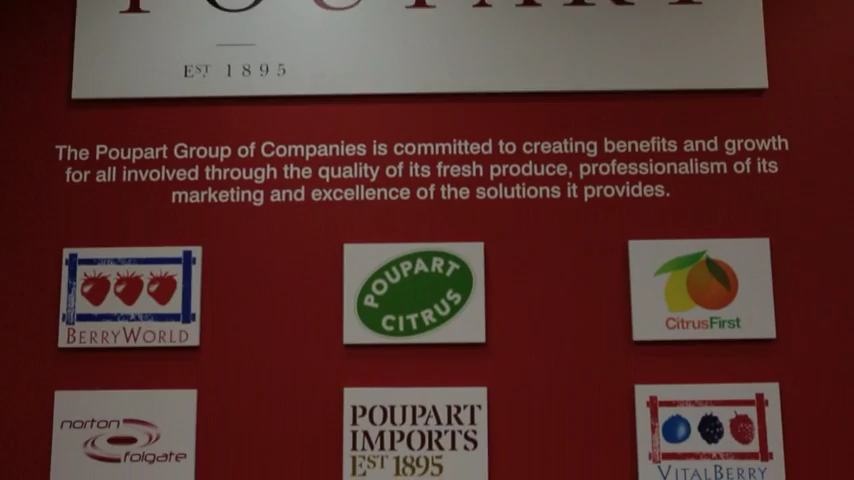 POUPART
EST 1895
The Poupart Group of Companies is committed to creating benefits and growth
for all involved through the quality of its fresh produce, professionalism of its
marketing and excellence of the solutions it provides.
BERRYWORLD
POUPART
CITRUS
CitrusFirst
norton
folgate
POUPART
IMPORTS
EST 1895
VITALBERRY